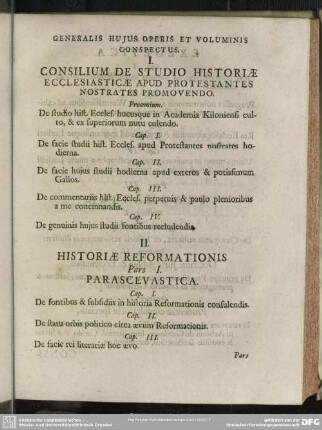 GENERALIS HUJUS OPERIS ET VOLUMINIS
CONSPECTUS.
I.
CONSILIUM DE STUDIO HISTORIÆ
ECCLESIASTICÆ APUD PROTESTANTES
NOSTRATES PROMOVENDO.
Proœmium.
De studio hist. Eccles. hucusque in Academia Kiloniensi cul-
to, & ex superiorum nutu colendo.
Cap. I.
De facie studii hist. Eccles. apud Protestantes nostrates ho-
dierna.
Cap. II.
De facie hujus studii hodierna apud exteros & potissimum
Gallos.
Cap. III.
De commentariis hist. Eccles. perpetuis & paulo plenioribus
a me concinnandis.
Cap. IV.
De genuinis hujus studii fontibus recludendis.
II.
HISTORIÆ REFORMATIONIS
Pars I.
PARASCEVASTICA.
Cap. I.
De fontibus & subsidiis in historia Reformationis consulendis.
Cap. II.
De statu orbis politico circa ævum Reformationis.
Cap. III.
De facie rei literariæ hoc ævo.
Pars